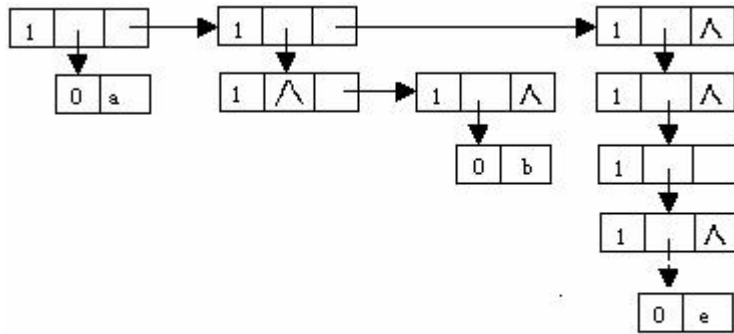 1 1 1 ∧
0 a 1 ∧ 1 ∧ 1 ∧
0 b 1
1 ∧
0 e